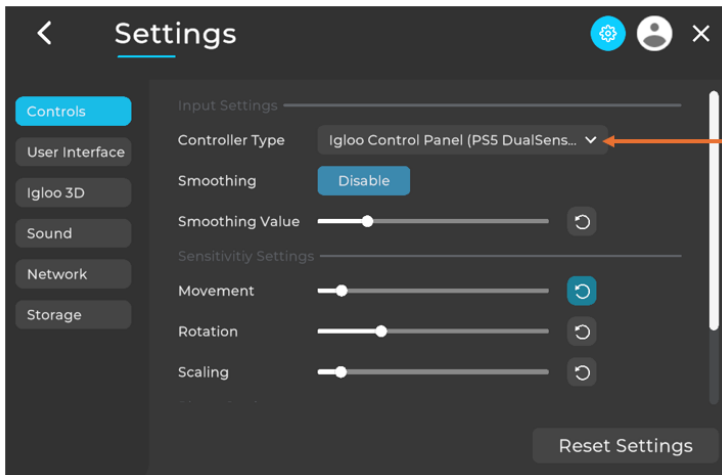 Settings
Controls
User Interface
Igloo 3D
Sound
Network
Storage
Input Settings
Controller Type Igloo Control Panel (PS5 DualSens...
Smoothing Disable
Smoothing Value
Sensitivitiy Settings
Movement
Rotation
Scaling
Reset Settings